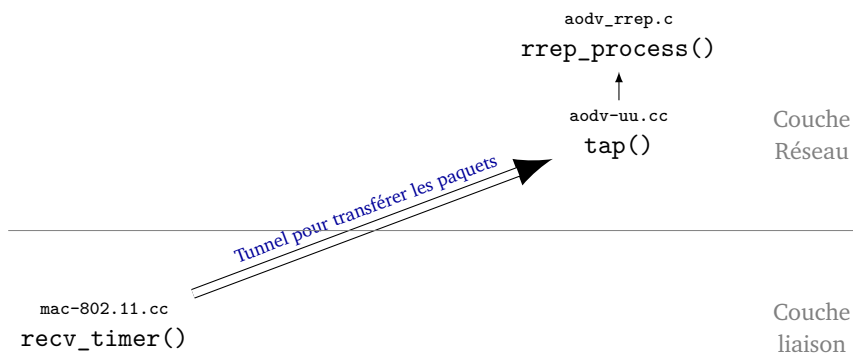 aodv_rrep.c
rrep_process()
aodv-uu.cc
tap()
Couche
Réseau
Tunnel pour transférer les paquets
mac-802.11.cc
recv_timer()
Couche
liaison